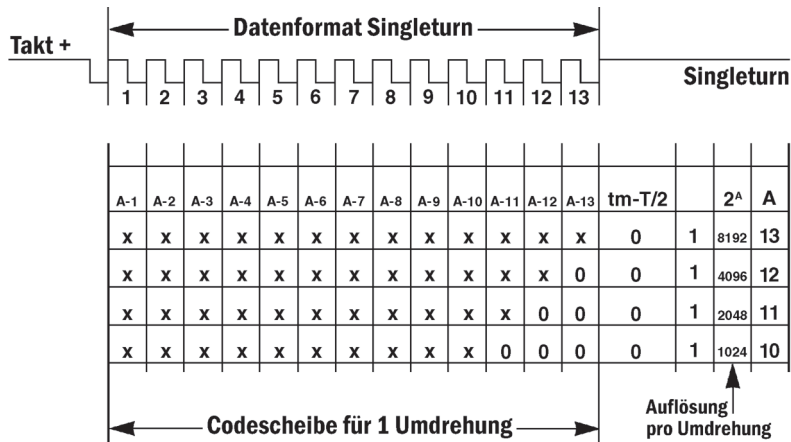 Datenformat Singleturn
Takt +
Singleturn
1 2 3 4 5 6 7 8 9 10 11 12 13
A-1 A-2 A-3 A-4 A-5 A-6 A-7 A-8 A-9 A-10 A-11 A-12 A-13 tm-T/2 2ᴬ A
x x x x x x x x x x x x x 0 1 8192 13
x x x x x x x x x x x x 0 0 1 4096 12
x x x x x x x x x x x 0 0 0 1 2048 11
x x x x x x x x x x 0 0 0 0 1 1024 10
Codescheibe für 1 Umdrehung
Auflösung
pro Umdrehung